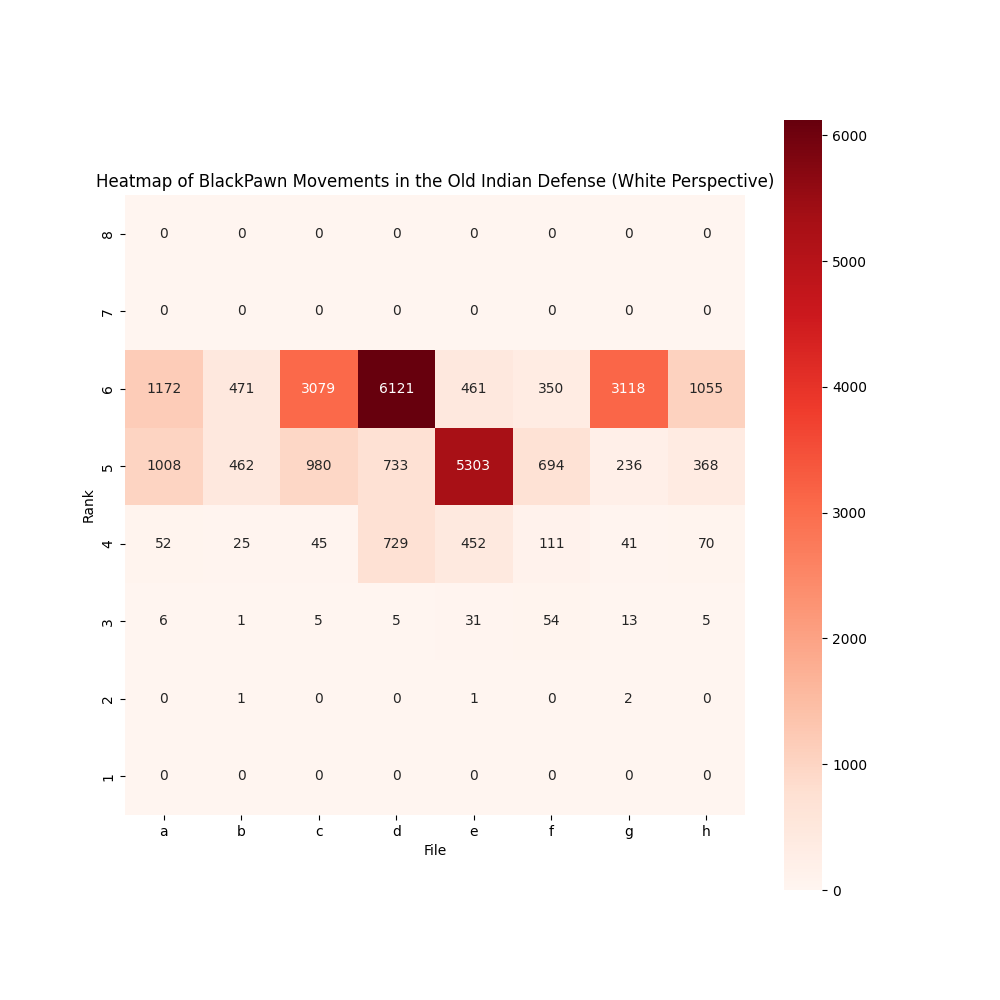 Heatmap of BlackPawn Movements in the Old Indian Defense (White Perspective)
8 0 0 0 0 0 0 0 0
7 0 0 0 0 0 0 0 0
6 1172 471 3079 6121 461 350 3118 1055
5 1008 462 980 733 5303 694 236 368
4 52 25 45 729 452 111 41 70
3 6 1 5 5 31 54 13 5
2 0 1 0 0 1 0 2 0
1 0 0 0 0 0 0 0 0
a b c d e f g h
Rank
File
6000
5000
4000
3000
2000
1000
0